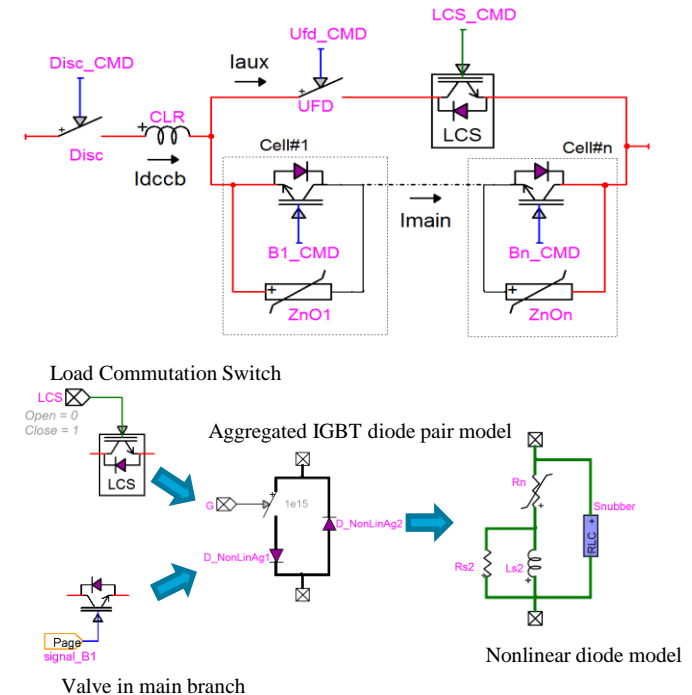 LCS_CMD
Ufd_CMD
Disc_CMD
Iaux
+
+
CLR
+
UFD
LCS
Disc
Cell#1
Cell#n
Idccb
Imain
B1_CMD
Bn_CMD
+
+
ZnO1
ZnOn
Load Commutation Switch
LCS
Open = 0
Close = 1
Aggregated IGBT diode pair model
LCS
Rn
+
Snubber
G
1e15
D_NonLinAg2
RLC
D_NonLinAg1
Rs2
Ls2
+
+
Page
signal_B1
Nonlinear diode model
Valve in main branch